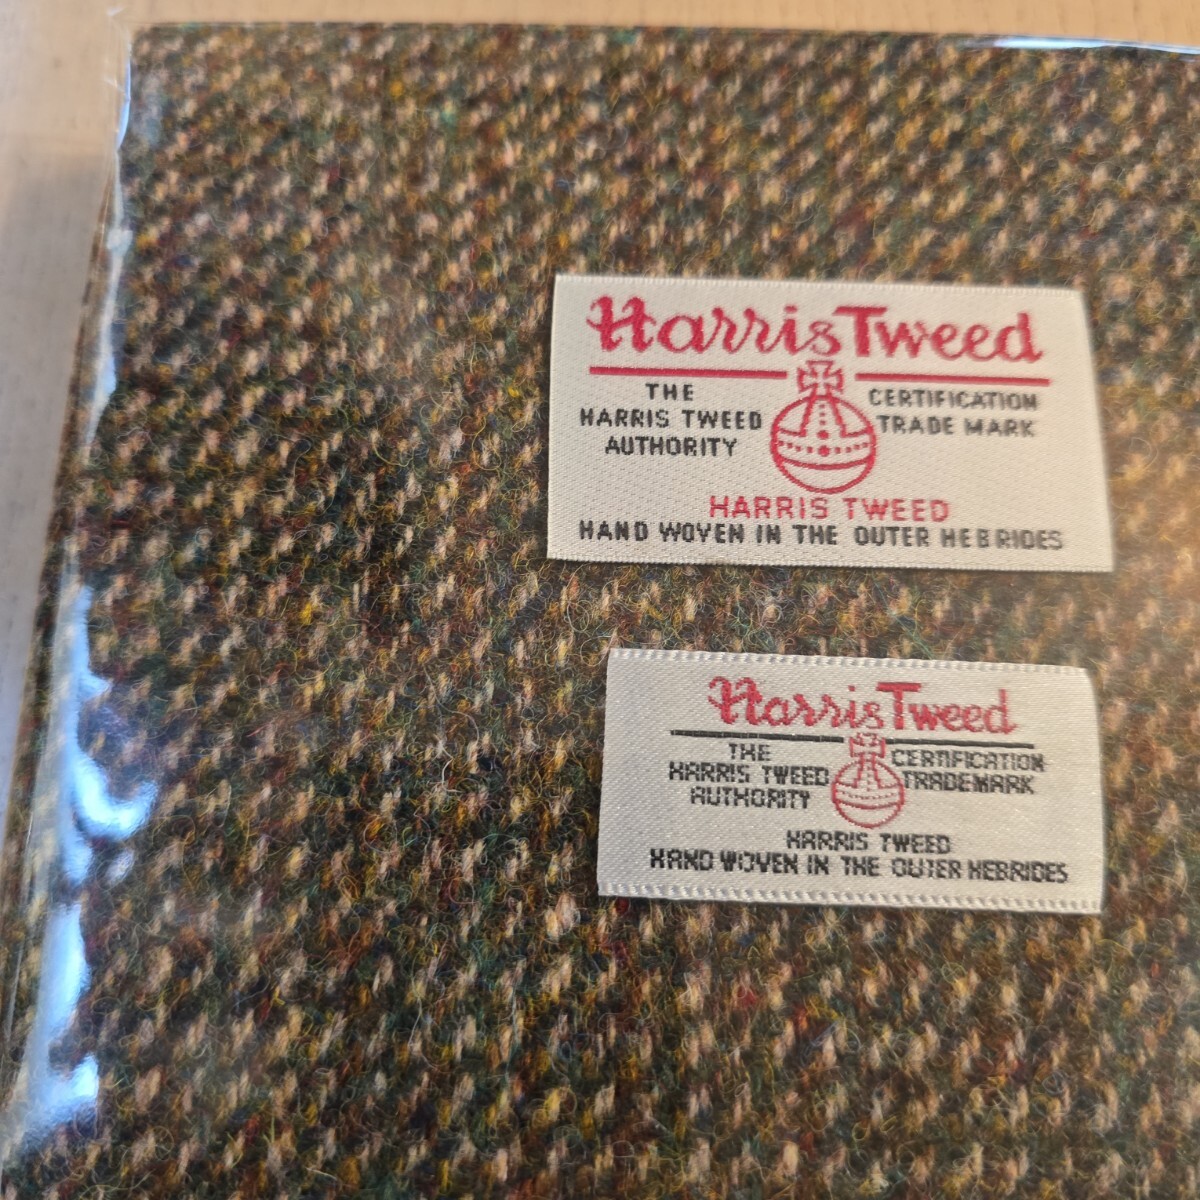 Harris Tweed
THE
HARRIS TWEED
AUTHORITY
CERTIFICATION
TRADE MARK
HARRIS TWEED
HAND WOVEN IN THE OUTER HEBRIDES
Harris Tweed
THE
HARRIS TWEED
AUTHORITY
CERTIFICATION
TRADEMARK
HARRIS TWEED
HAND WOVEN IN THE OUTER HEBRIDES